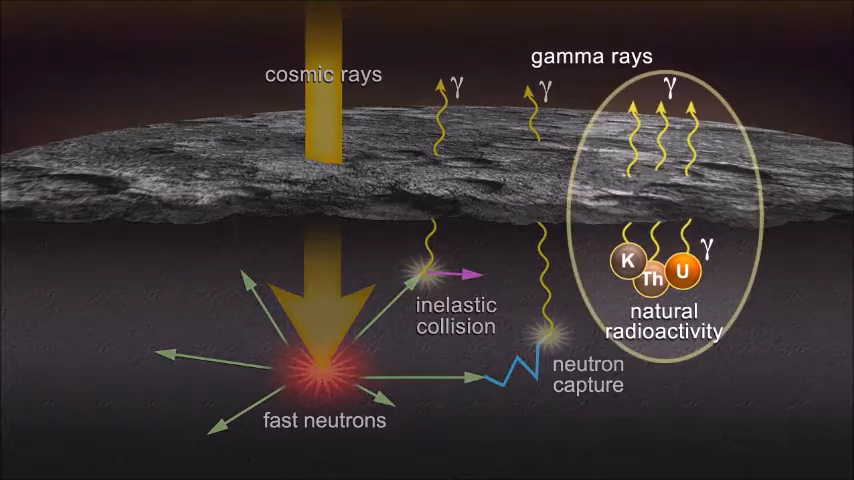 gamma rays
cosmic rays
γ
γ
γ
K
Th
U
γ
inelastic
collision
natural
radioactivity
neutron
capture
fast neutrons